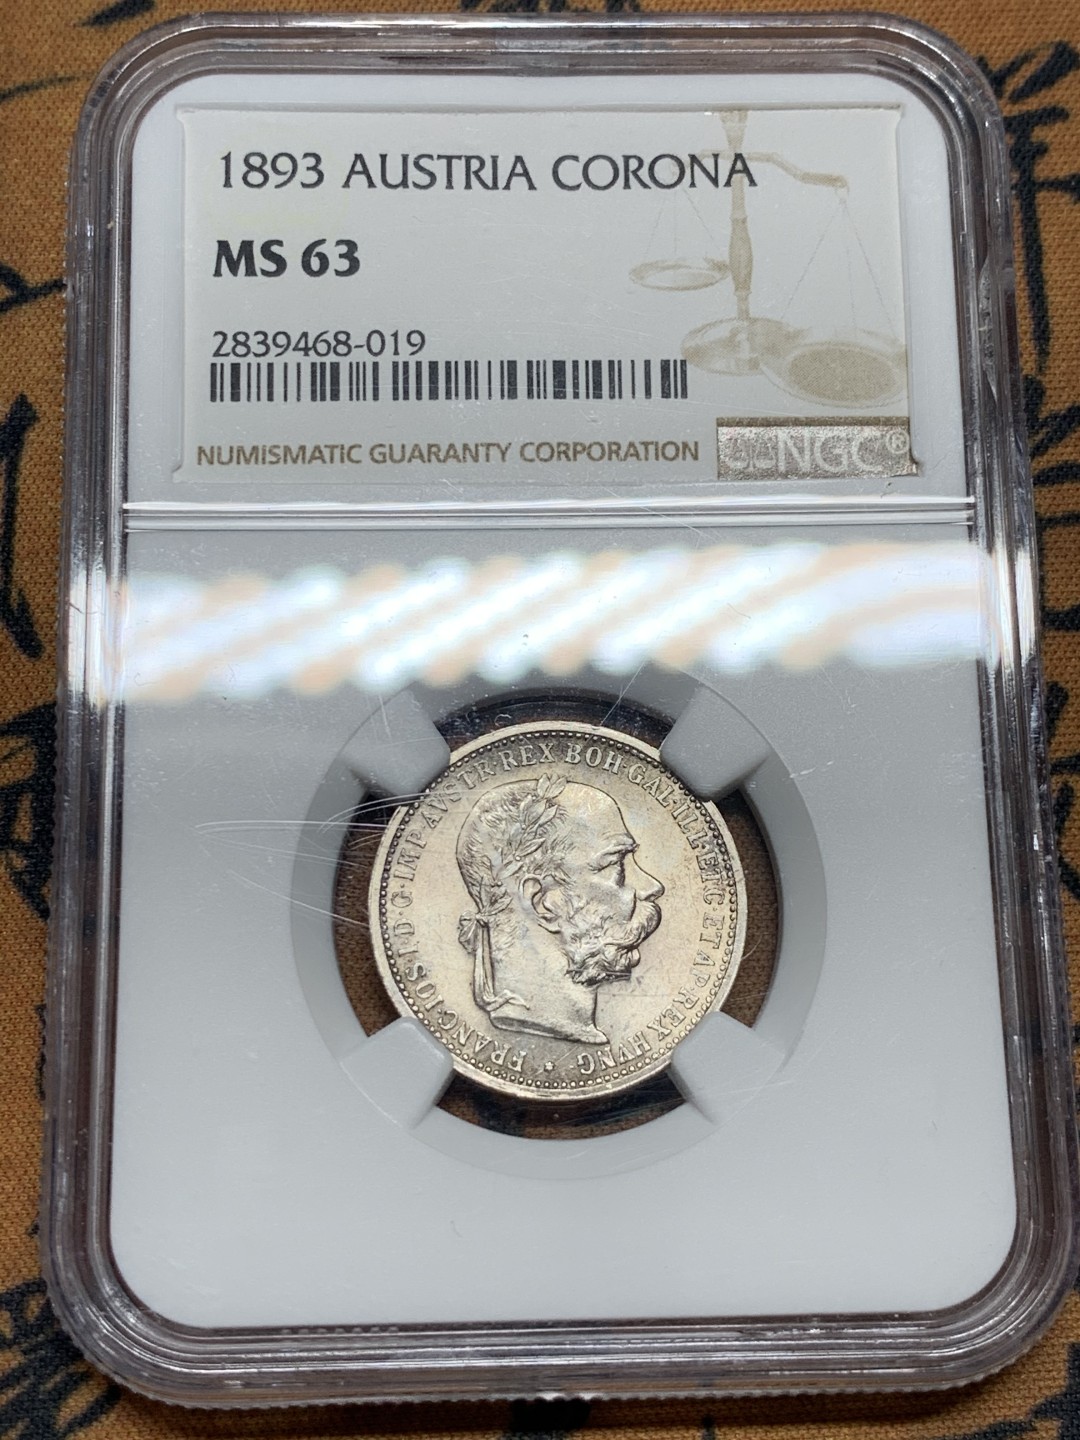 1893 AUSTRIA CORONA
MS 63
2839468-019
NUMISMATIC GUARANTY CORPORATION
NGC®
FRANC·IOS·I·D·G·IMP·AVSTR·REX BOH·GAL·ILL·ETC·ET AP·REX HVNG